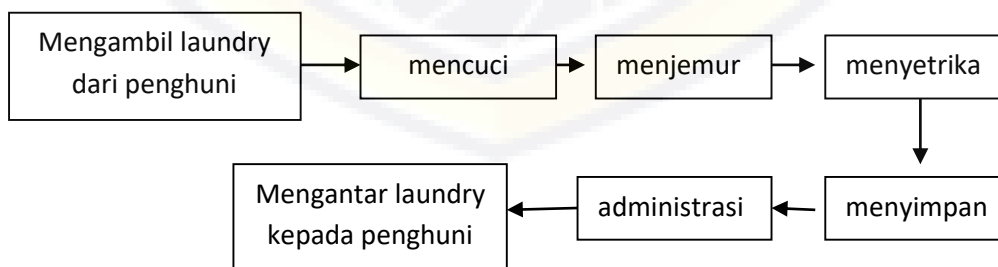 Mengambil laundry
dari penghuni
mencuci
menjemur
menyetrika
menyimpan
administrasi
Mengantar laundry
kepada penghuni